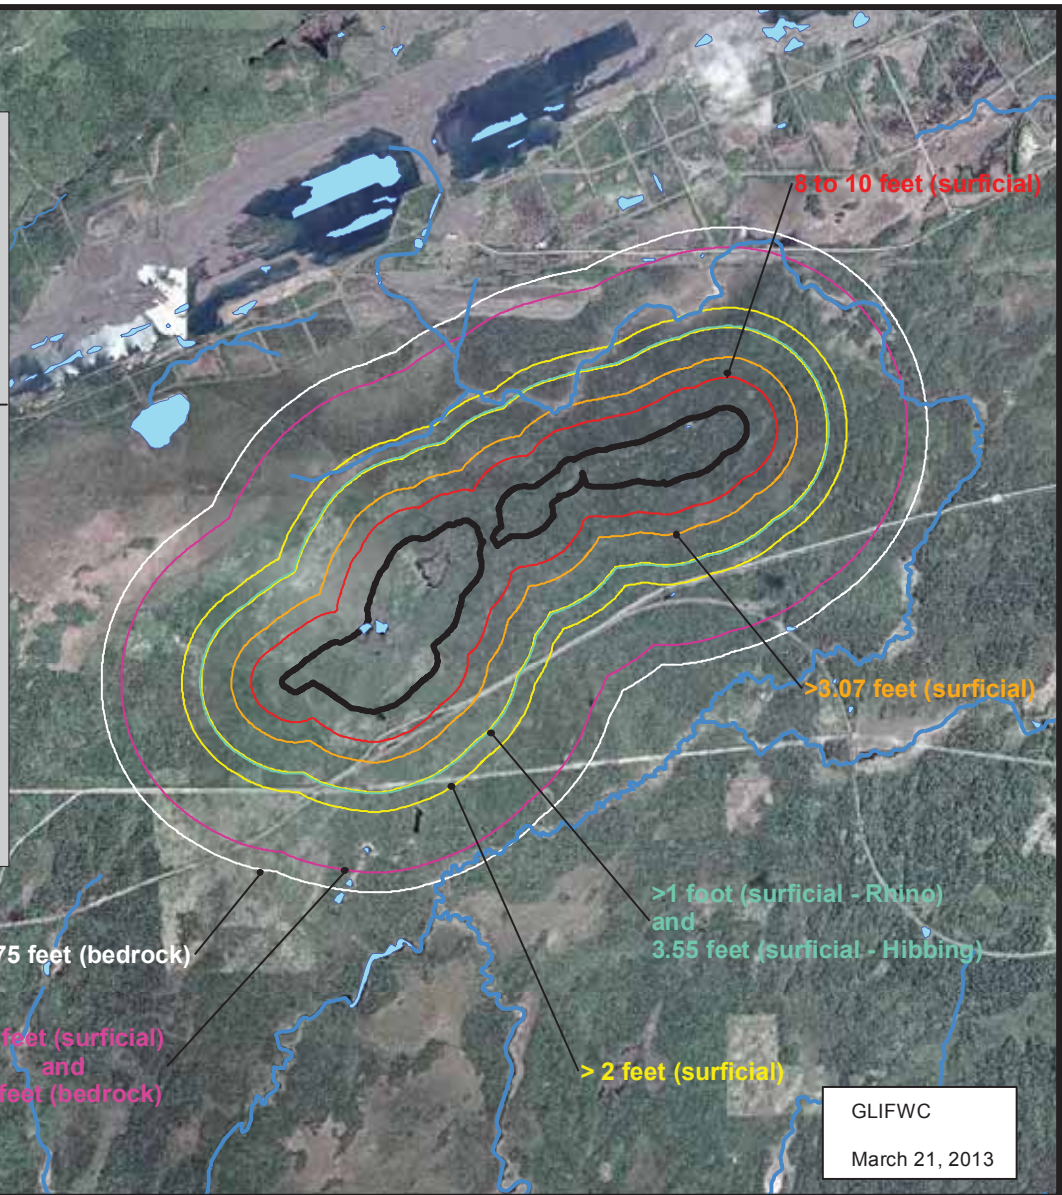 8 to 10 feet (surficial)
>3.07 feet (surficial)
>1 foot (surficial - Rhino)
and
3.55 feet (surficial - Hibbing)
75 feet (bedrock)
feet (surficial)
and
feet (bedrock)
> 2 feet (surficial)
GLIFWC
March 21, 2013